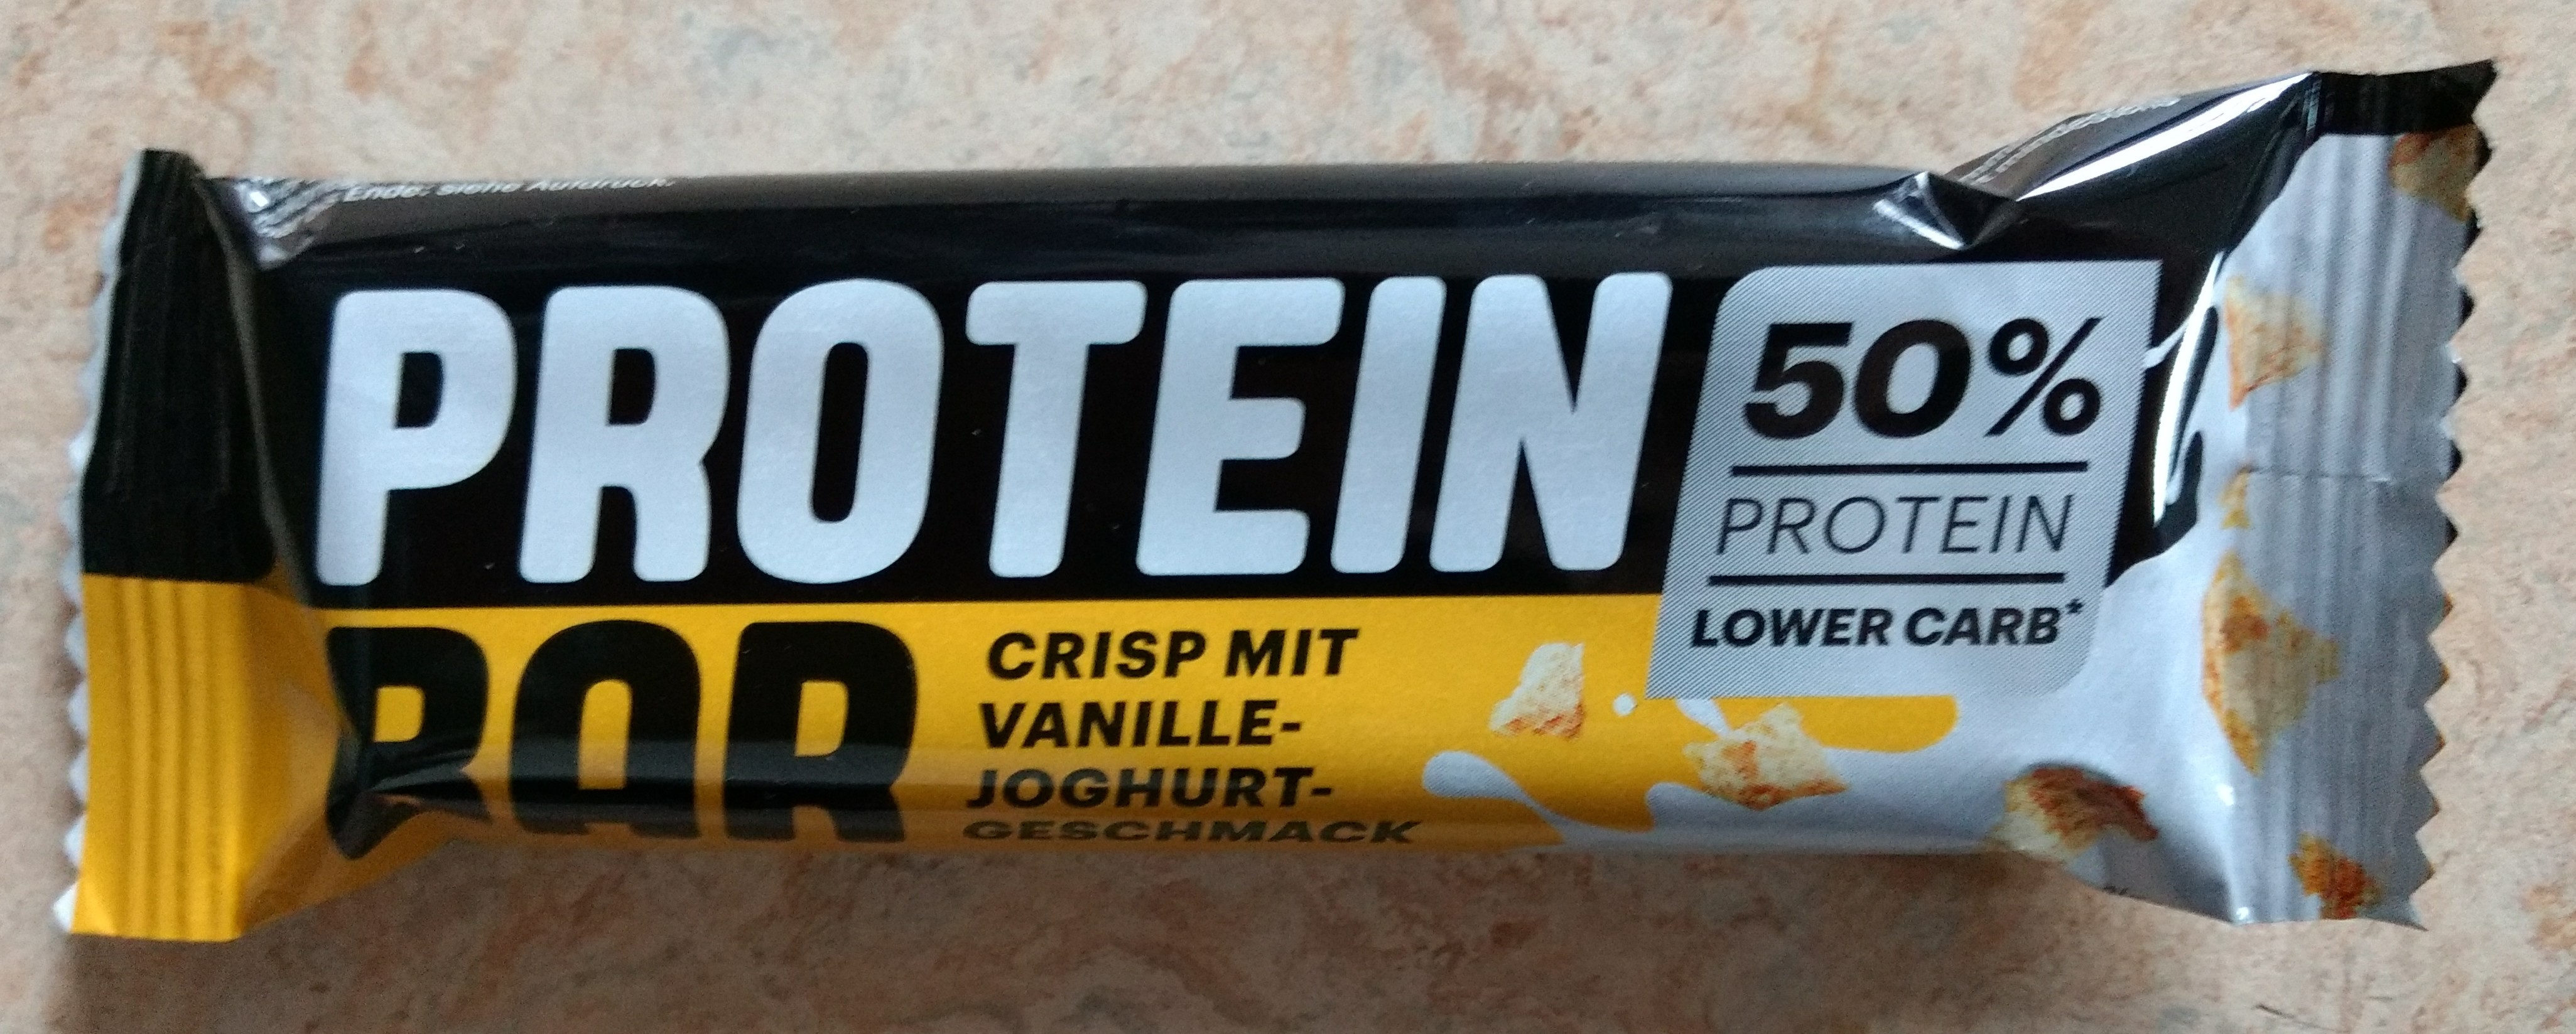 Ende: siehe Aufdruck.
PROTEIN
BAR
CRISP MIT
VANILLE-
JOGHURT-
GESCHMACK
50%
PROTEIN
LOWER CARB*